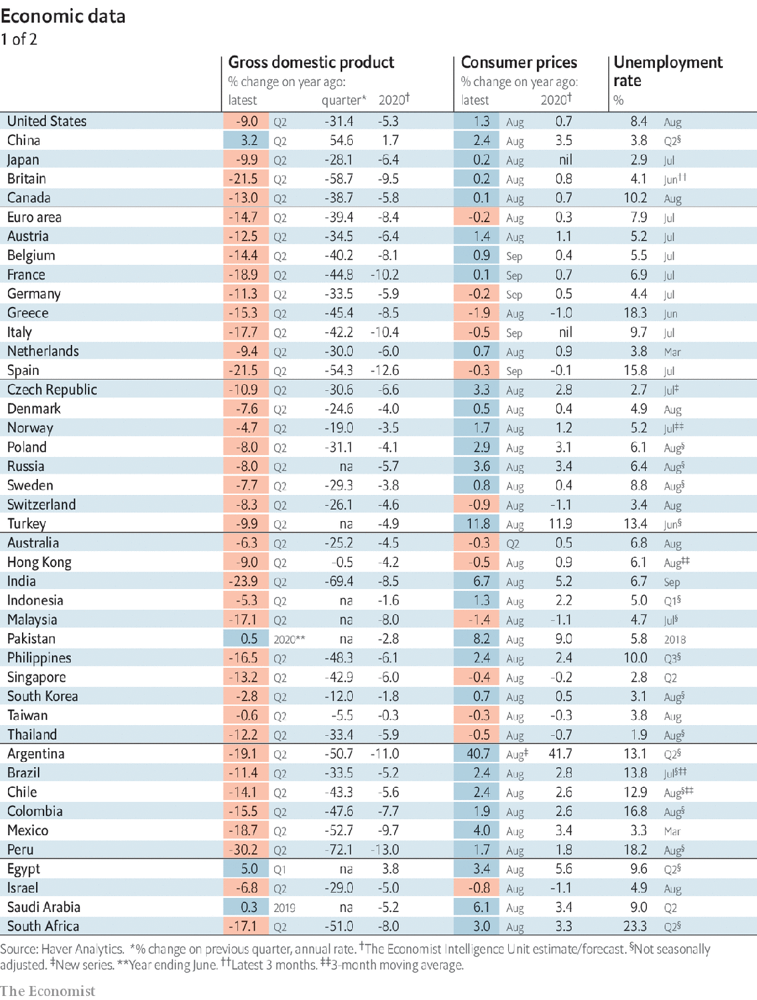 Economic data
1 of 2
Gross domestic product Consumer prices Unemployment
% change on year ago: % change on year ago: rate
latest quarter* 2020† latest 2020† %
United States -9.0 Q2 -31.4 -5.3 1.3 Aug 0.7 8.4 Aug
China 3.2 Q2 54.6 1.7 2.4 Aug 3.5 3.8 Q2§
Japan -9.9 Q2 -28.1 -6.4 0.2 Aug nil 2.9 Jul
Britain -21.5 Q2 -58.7 -9.5 0.2 Aug 0.8 4.1 Jun††
Canada -13.0 Q2 -38.7 -5.8 0.1 Aug 0.7 10.2 Aug
Euro area -14.7 Q2 -39.4 -8.4 -0.2 Aug 0.3 7.9 Jul
Austria -12.5 Q2 -34.5 -6.4 1.4 Aug 1.1 5.2 Jul
Belgium -14.4 Q2 -40.2 -8.1 0.9 Sep 0.4 5.5 Jul
France -18.9 Q2 -44.8 -10.2 0.1 Sep 0.7 6.9 Jul
Germany -11.3 Q2 -33.5 -5.9 -0.2 Sep 0.5 4.4 Jul
Greece -15.3 Q2 -45.4 -8.5 -1.9 Aug -1.0 18.3 Jun
Italy -17.7 Q2 -42.2 -10.4 -0.5 Sep nil 9.7 Jul
Netherlands -9.4 Q2 -30.0 -6.0 0.7 Aug 0.9 3.8 Mar
Spain -21.5 Q2 -54.3 -12.6 -0.3 Sep -0.1 15.8 Jul
Czech Republic -10.9 Q2 -30.6 -6.6 3.3 Aug 2.8 2.7 Jul‡
Denmark -7.6 Q2 -24.6 -4.0 0.5 Aug 0.4 4.9 Aug
Norway -4.7 Q2 -19.0 -3.5 1.7 Aug 1.2 5.2 Jul‡‡
Poland -8.0 Q2 -31.1 -4.1 2.9 Aug 3.1 6.1 Aug§
Russia -8.0 Q2 na -5.7 3.6 Aug 3.4 6.4 Aug§
Sweden -7.7 Q2 -29.3 -3.8 0.8 Aug 0.4 8.8 Aug§
Switzerland -8.3 Q2 -26.1 -4.6 -0.9 Aug -1.1 3.4 Aug
Turkey -9.9 Q2 na -4.9 11.8 Aug 11.9 13.4 Jun§
Australia -6.3 Q2 -25.2 -4.5 -0.3 Q2 0.5 6.8 Aug
Hong Kong -9.0 Q2 -0.5 -4.2 -0.5 Aug 0.9 6.1 Aug‡‡
India -23.9 Q2 -69.4 -8.5 6.7 Aug 5.2 6.7 Sep
Indonesia -5.3 Q2 na -1.6 1.3 Aug 2.2 5.0 Q1§
Malaysia -17.1 Q2 na -8.0 -1.4 Aug -1.1 4.7 Jul§
Pakistan 0.5 2020** na -2.8 8.2 Aug 9.0 5.8 2018
Philippines -16.5 Q2 -48.3 -6.1 2.4 Aug 2.4 10.0 Q3§
Singapore -13.2 Q2 -42.9 -6.0 -0.4 Aug -0.2 2.8 Q2
South Korea -2.8 Q2 -12.0 -1.8 0.7 Aug 0.5 3.1 Aug§
Taiwan -0.6 Q2 -5.5 -0.3 -0.3 Aug -0.3 3.8 Aug
Thailand -12.2 Q2 -33.4 -5.9 -0.5 Aug -0.7 1.9 Aug§
Argentina -19.1 Q2 -50.7 -11.0 40.7 Aug‡ 41.7 13.1 Q2§
Brazil -11.4 Q2 -33.5 -5.2 2.4 Aug 2.8 13.8 Jul§‡‡
Chile -14.1 Q2 -43.3 -5.6 2.4 Aug 2.6 12.9 Aug§‡‡
Colombia -15.5 Q2 -47.6 -7.7 1.9 Aug 2.6 16.8 Aug§
Mexico -18.7 Q2 -52.7 -9.7 4.0 Aug 3.4 3.3 Mar
Peru -30.2 Q2 -72.1 -13.0 1.7 Aug 1.8 18.2 Aug§
Egypt 5.0 Q1 na 3.8 3.4 Aug 5.6 9.6 Q2§
Israel -6.8 Q2 -29.0 -5.0 -0.8 Aug -1.1 4.9 Aug
Saudi Arabia 0.3 2019 na -5.2 6.1 Aug 3.4 9.0 Q2
South Africa -17.1 Q2 -51.0 -8.0 3.0 Aug 3.3 23.3 Q2§
Source: Haver Analytics. *% change on previous quarter, annual rate. †The Economist Intelligence Unit estimate/forecast. §Not seasonally
adjusted. ‡New series. **Year ending June. ††Latest 3 months. ‡‡3-month moving average.
The Economist